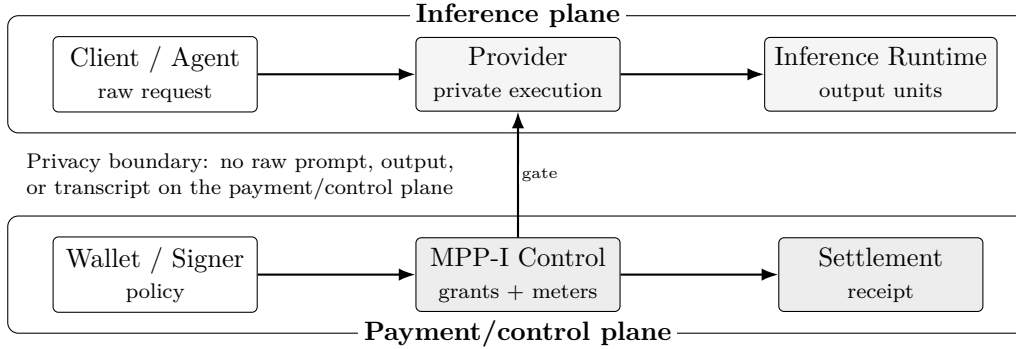 Inference plane
Client / Agent
raw request
Provider
private execution
Inference Runtime
output units
Privacy boundary: no raw prompt, output,
or transcript on the payment/control plane
gate
Wallet / Signer
policy
MPP-I Control
grants + meters
Settlement
receipt
Payment/control plane